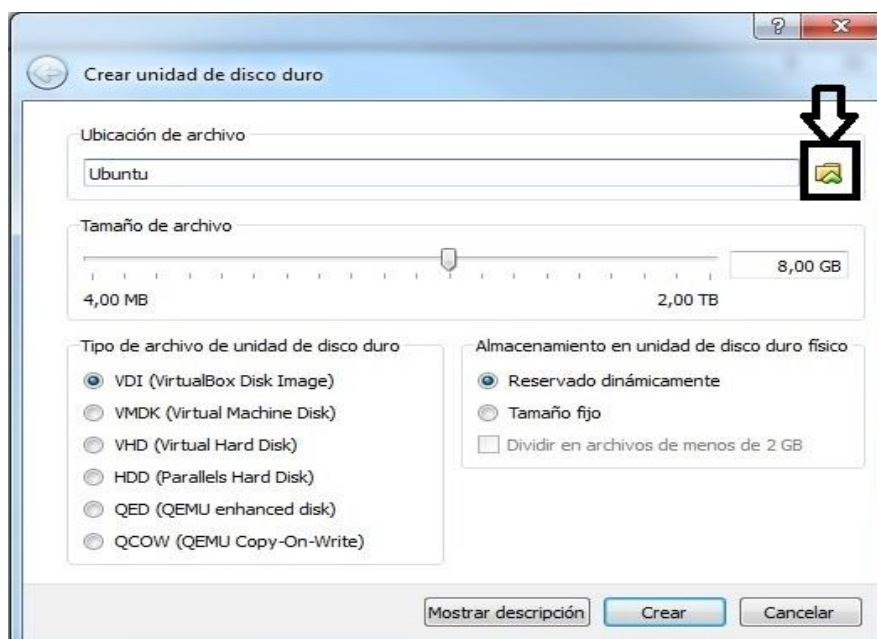 Crear unidad de disco duro
Ubicación de archivo
Ubuntu
Tamaño de archivo
8,00 GB
4,00 MB
2,00 TB
Tipo de archivo de unidad de disco duro
VDI (VirtualBox Disk Image)
VMDK (Virtual Machine Disk)
VHD (Virtual Hard Disk)
HDD (Parallels Hard Disk)
QED (QEMU enhanced disk)
QCOW (QEMU Copy-On-Write)
Almacenamiento en unidad de disco duro físico
Reservado dinámicamente
Tamaño fijo
Dividir en archivos de menos de 2 GB
Mostrar descripción
Crear
Cancelar